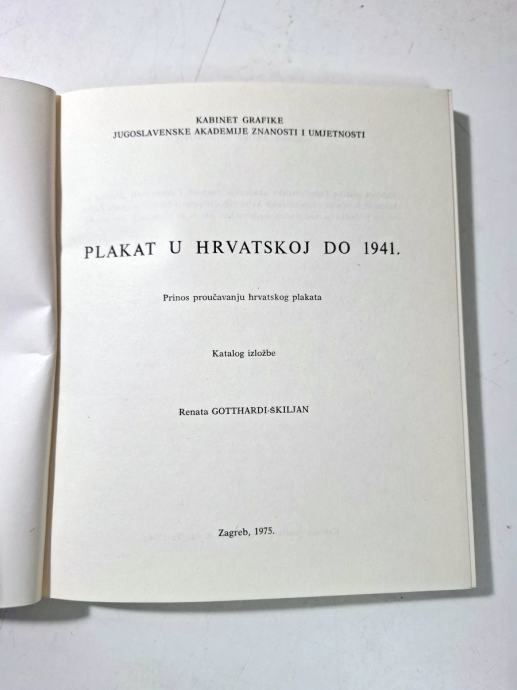 KABINET GRAFIKE
JUGOSLAVENSKE AKADEMIJE ZNANOSTI I UMJETNOSTI
PLAKAT U HRVATSKOJ DO 1941.
Prinos proučavanju hrvatskog plakata
Katalog izložbe
Renata GOTTHARDI-ŠKILJAN
Zagreb, 1975.